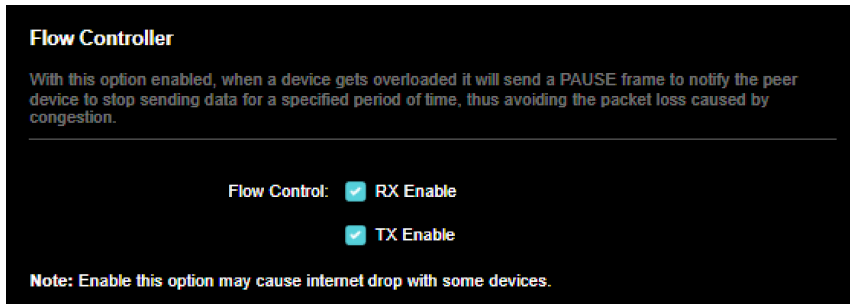 Flow Controller
With this option enabled, when a device gets overloaded it will send a PAUSE frame to notify the peer
device to stop sending data for a specified period of time, thus avoiding the packet loss caused by
congestion.
Flow Control: RX Enable
TX Enable
Note: Enable this option may cause internet drop with some devices.